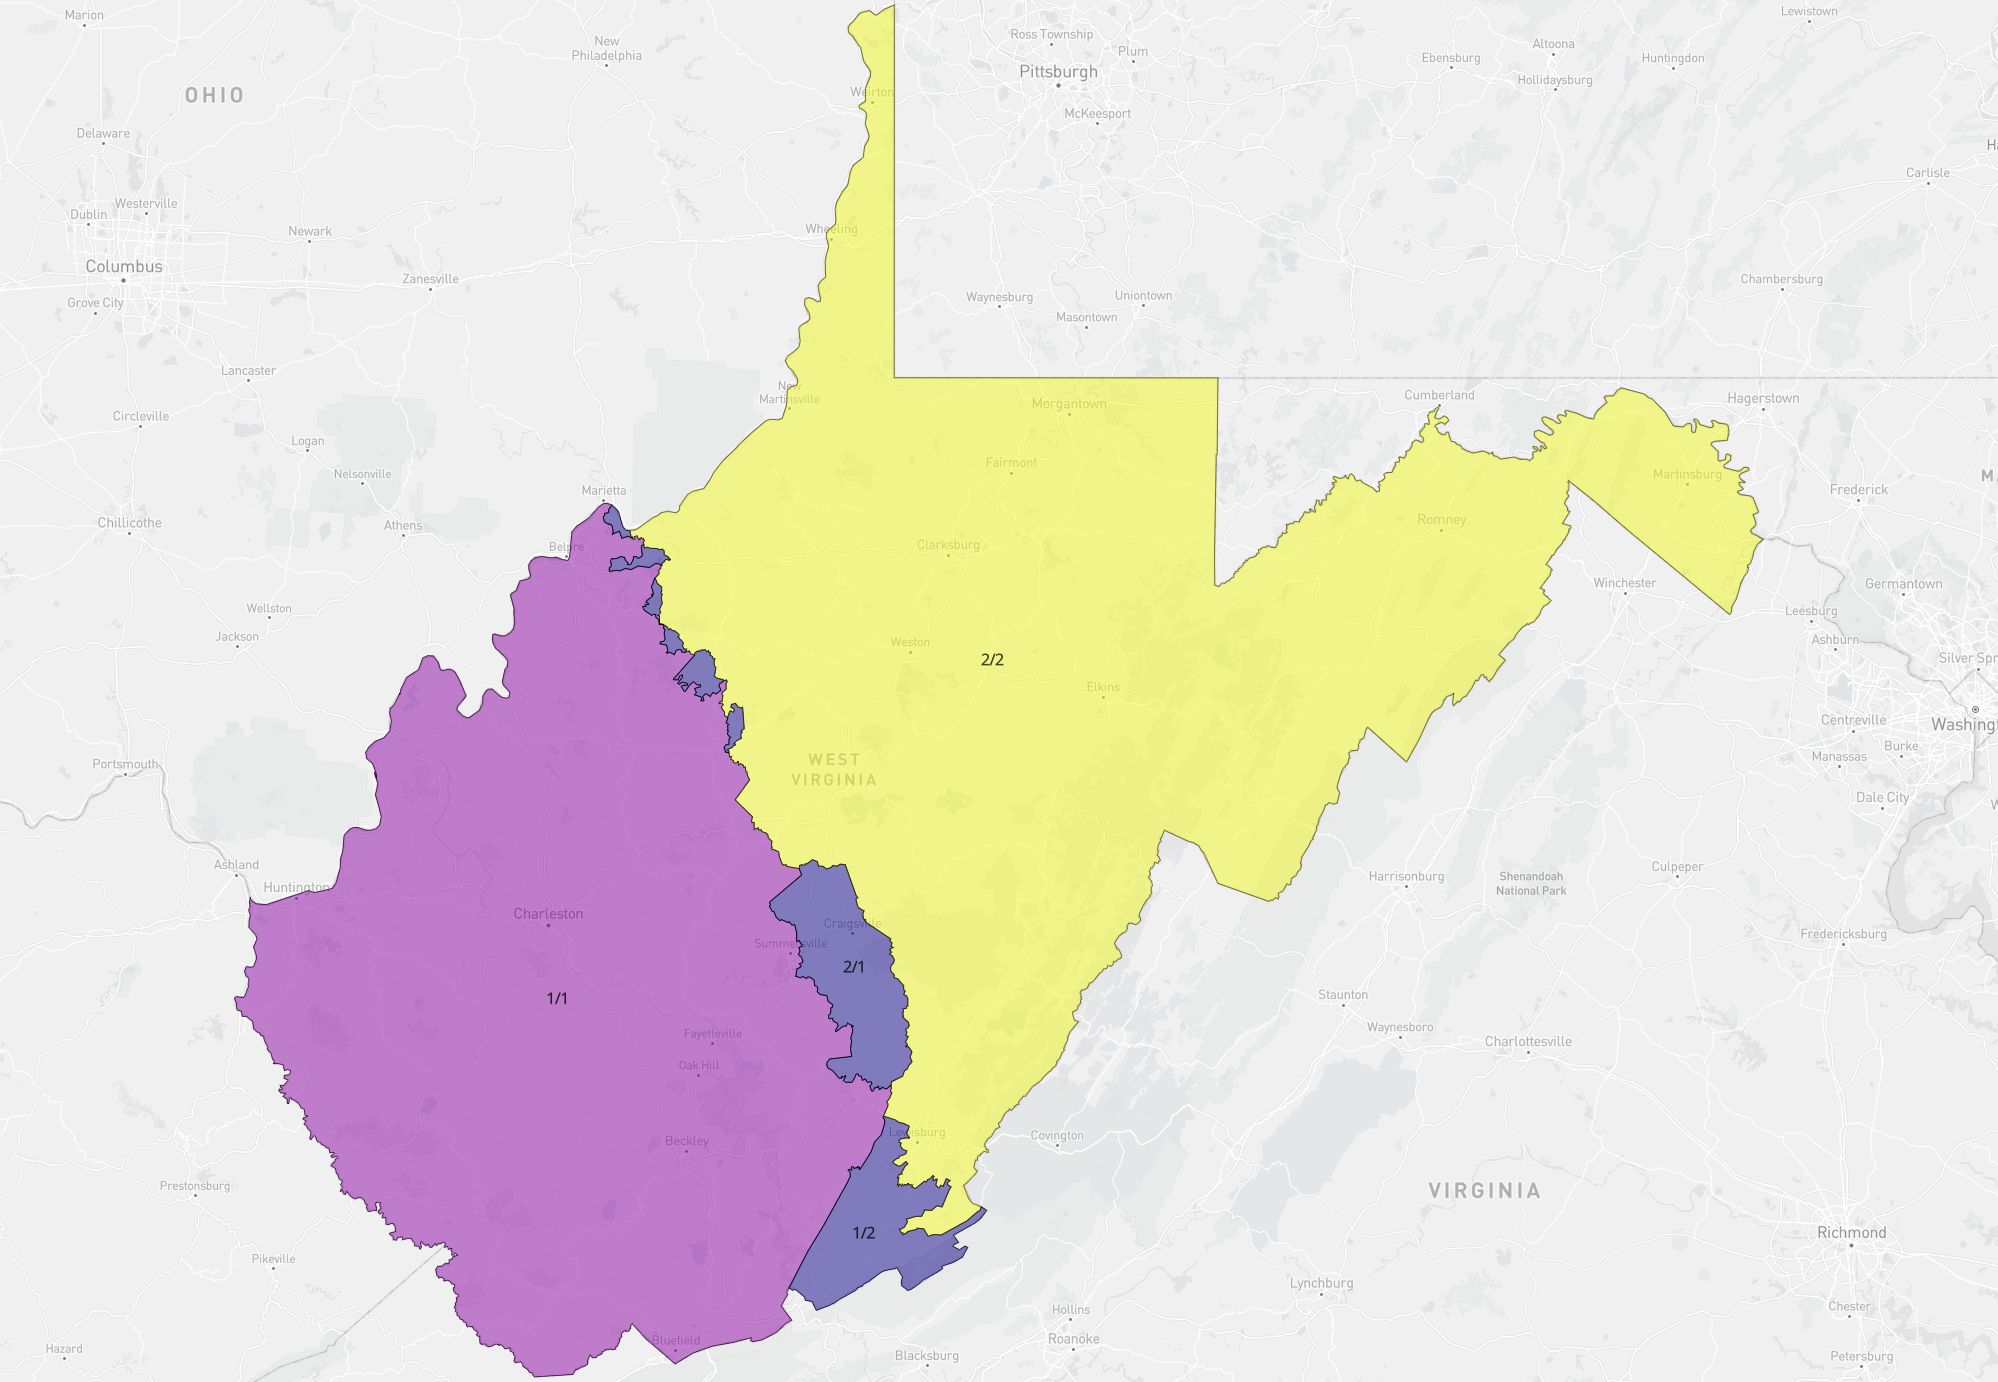 Marion
New
Philadelphia
Ross Township
Plum
Pittsburgh
McKeesport
Lewistown
Altoona
Ebensburg
Huntingdon
Hollidaysburg
OHIO
Weirton
Delaware
Carlisle
Dublin
Westerville
Newark
Wheeling
Columbus
Zanesville
Grove City
Waynesburg
Uniontown
Masontown
Chambersburg
Lancaster
New
Martinsville
Morgantown
Cumberland
Hagerstown
Circleville
Logan
Nelsonville
Fairmont
Martinsburg
Marietta
Frederick
Chillicothe
Athens
Belpre
Clarksburg
Romney
Winchester
Germantown
Wellston
Jackson
Leesburg
Ashburn
Weston
2/2
Silver Spr
Elkins
Centreville
Washingt
Burke
Manassas
WEST
VIRGINIA
Portsmouth
Dale City
Ashland
Huntington
Harrisonburg
Shenandoah
National Park
Culpeper
Charleston
Craigsville
Summersville
Fredericksburg
2/1
1/1
Staunton
Waynesboro
Charlottesville
Fayetteville
Oak Hill
Lewisburg
Covington
Beckley
Prestonsburg
VIRGINIA
1/2
Richmond
Pikeville
Lynchburg
Hollins
Chester
Bluefield
Roanoke
Hazard
Blacksburg
Petersburg